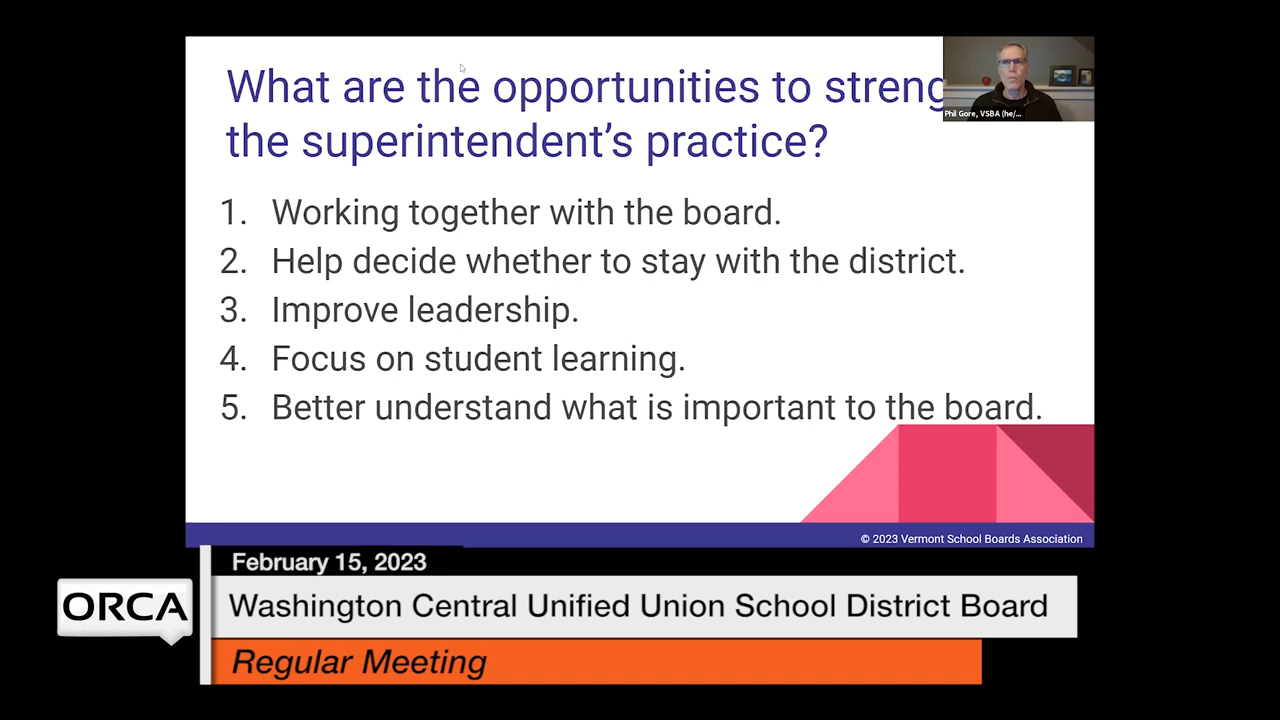 What are the opportunities to streng
the superintendent's practice?
Phil Gore, VSBA (he/...
1. Working together with the board.
2. Help decide whether to stay with the district.
3. Improve leadership.
4. Focus on student learning.
5. Better understand what is important to the board.
© 2023 Vermont School Boards Association
February 15, 2023
ORCA
Washington Central Unified Union School District Board
Regular Meeting